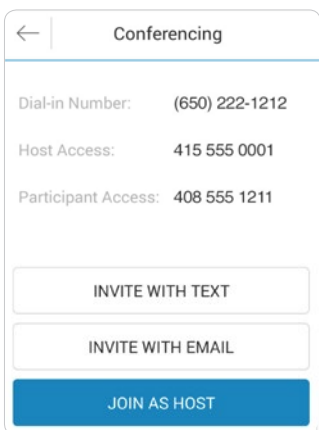 Conferencing
Dial-in Number: (650) 222-1212
Host Access: 415 555 0001
Participant Access: 408 555 1211
INVITE WITH TEXT
INVITE WITH EMAIL
JOIN AS HOST